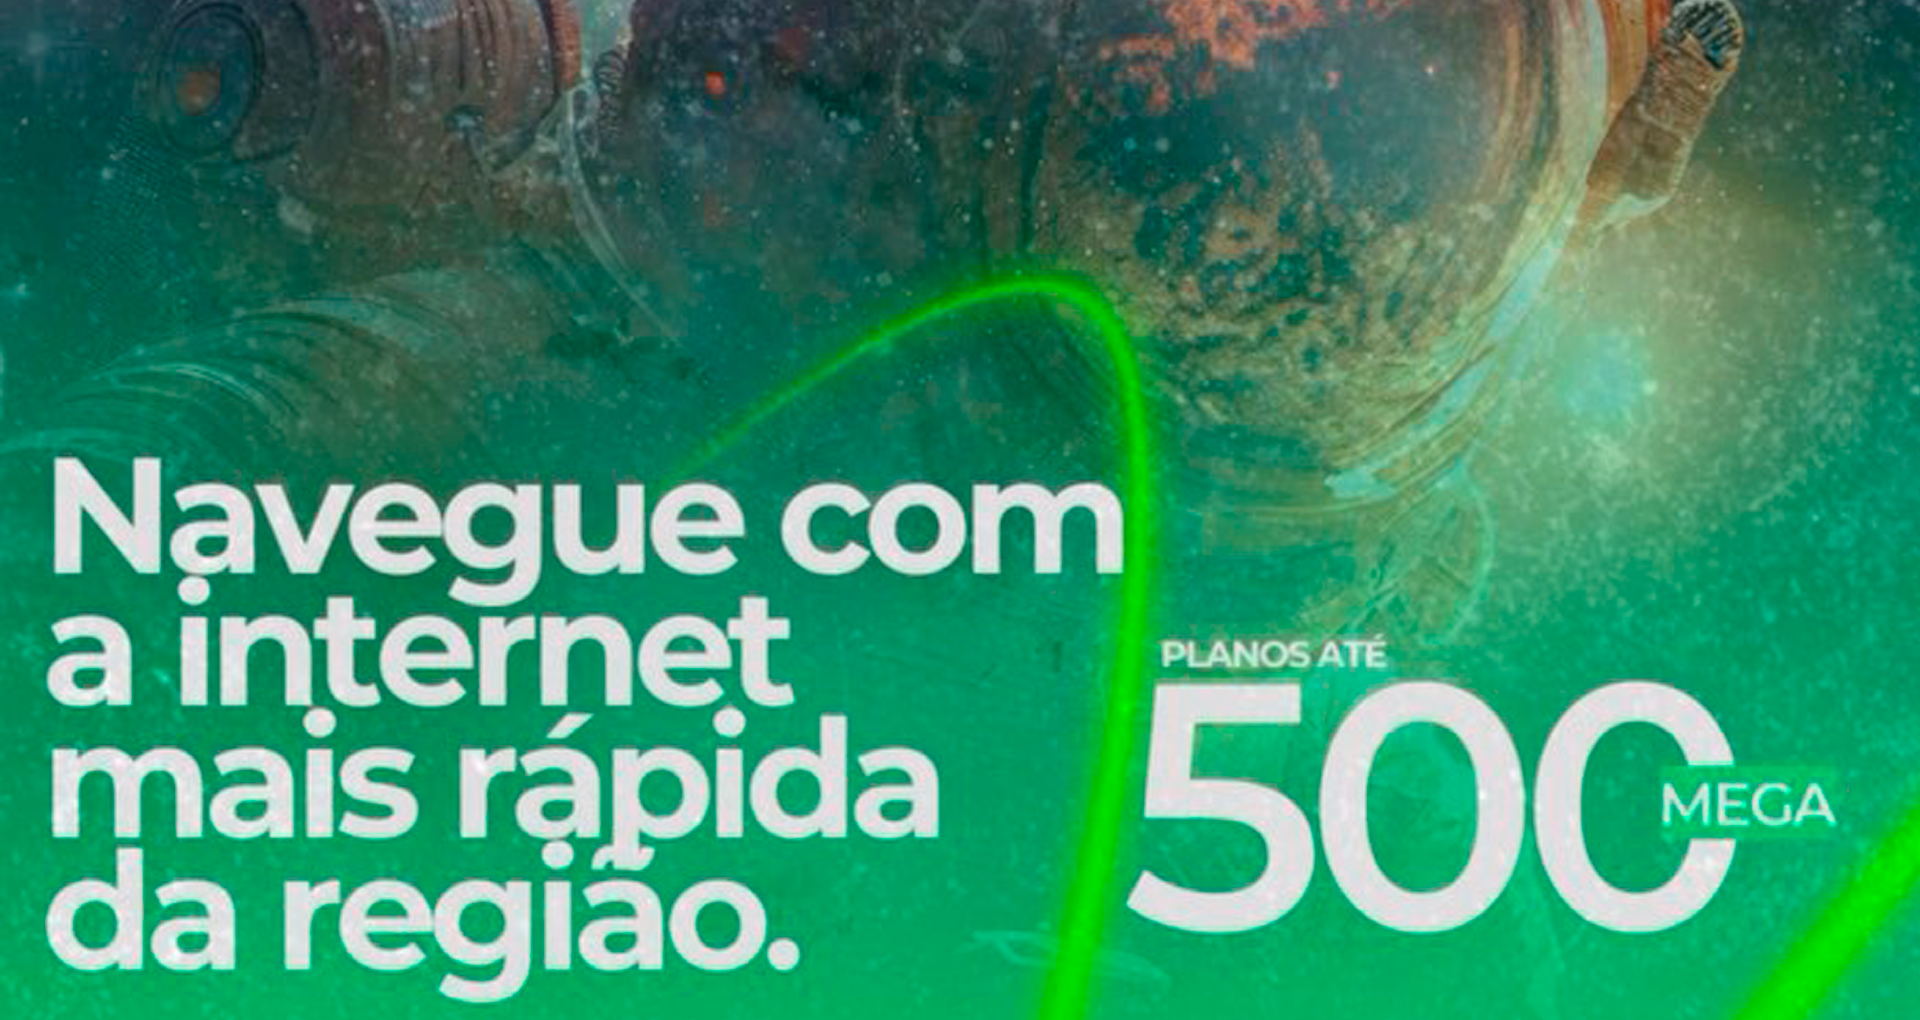 Navegue com
a internet
mais rápida
da região.
PLANOS ATÉ
500
MEGA